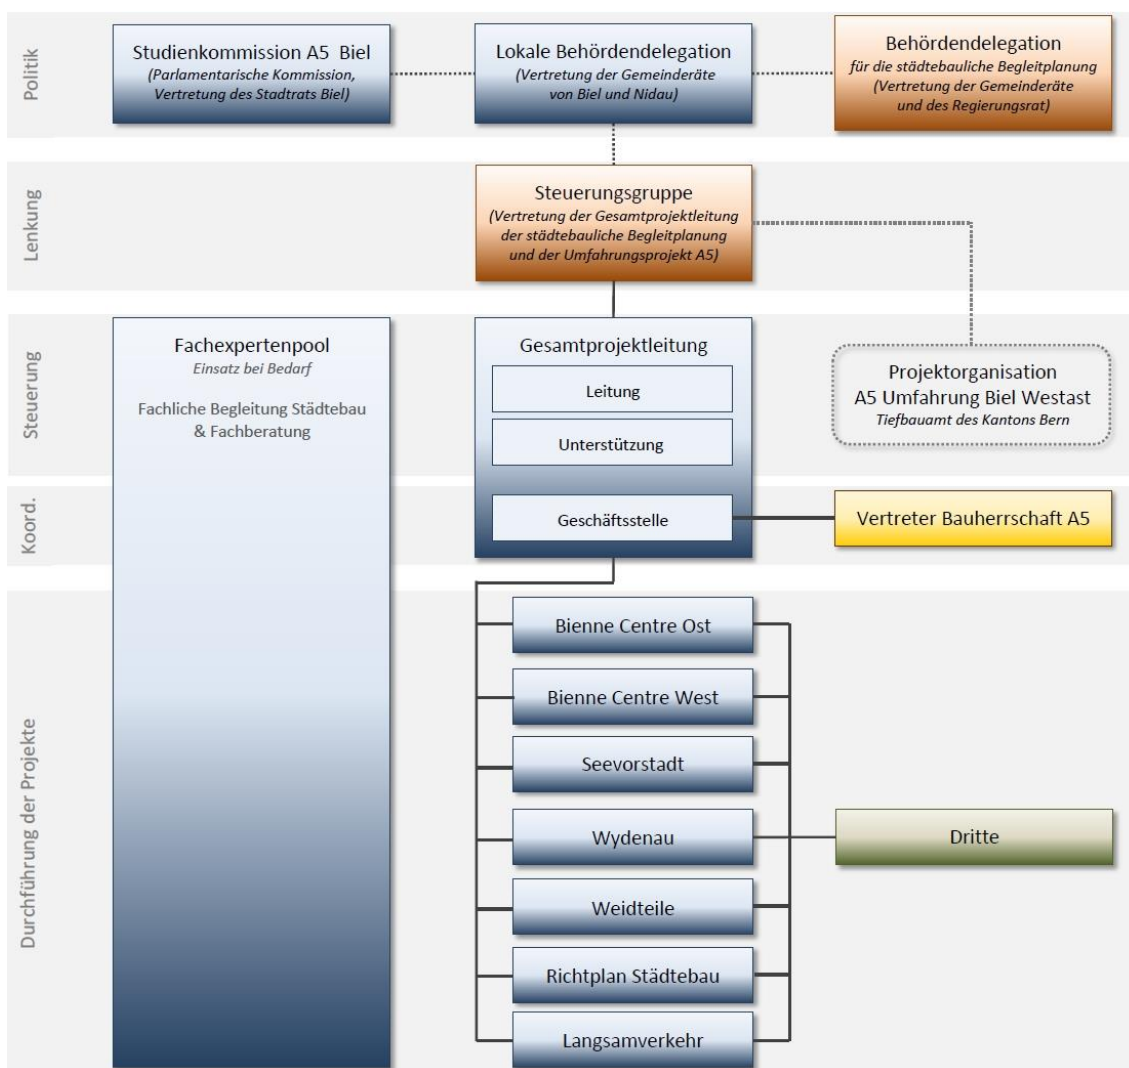 Politik
Studienkommission A5 Biel
(Parlamentarische Kommission,
Vertretung des Stadtrats Biel)
Lokale Behördendelegation
(Vertretung der Gemeinderäte
von Biel und Nidau)
Behördendelegation
für die städtebauliche Begleitplanung
(Vertretung der Gemeinderäte
und des Regierungsrat)
Lenkung
Steuerungsgruppe
(Vertretung der Gesamtprojektleitung
der städtebauliche Begleitplanung
und der Umfahrungsprojekt A5)
Steuerung
Fachexpertenpool
Einsatz bei Bedarf
Fachliche Begleitung Städtebau
& Fachberatung
Gesamtprojektleitung
Leitung
Unterstützung
Projektorganisation
A5 Umfahrung Biel Westast
Tiefbauamt des Kantons Bern
Koord.
Geschäftsstelle
Vertreter Bauherrschaft A5
Durchführung der Projekte
Bienne Centre Ost
Bienne Centre West
Seevorstadt
Wydenau
Dritte
Weidteile
Richtplan Städtebau
Langsamverkehr